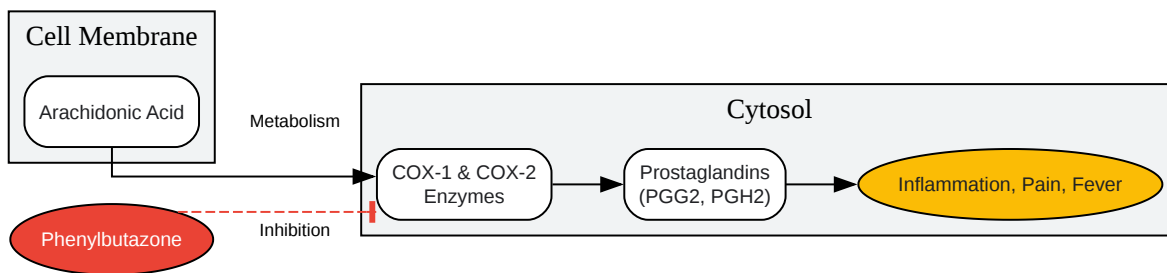 Cell Membrane
Arachidonic Acid
Metabolism
Cytosol
COX-1 & COX-2
Enzymes
Prostaglandins
(PGG2, PGH2)
Inflammation, Pain, Fever
Phenylbutazone
Inhibition